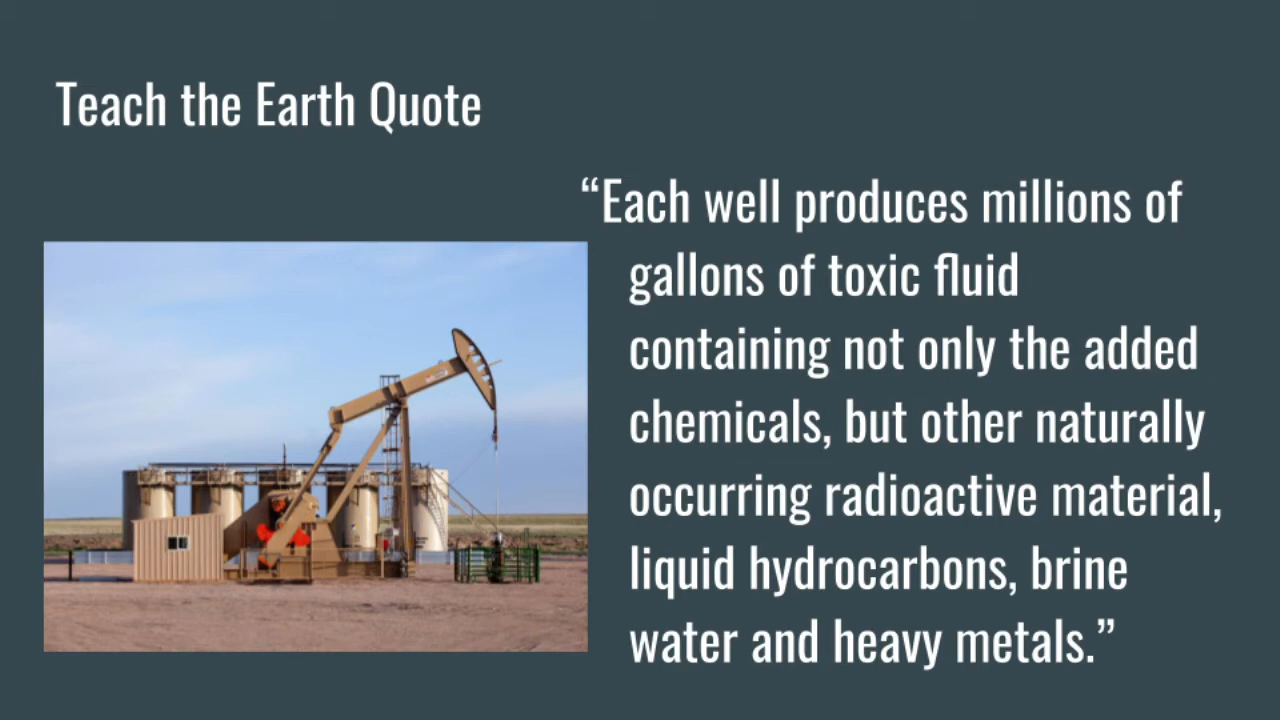 Teach the Earth Quote
“Each well produces millions of
gallons of toxic fluid
containing not only the added
chemicals, but other naturally
occurring radioactive material,
liquid hydrocarbons, brine
water and heavy metals.”